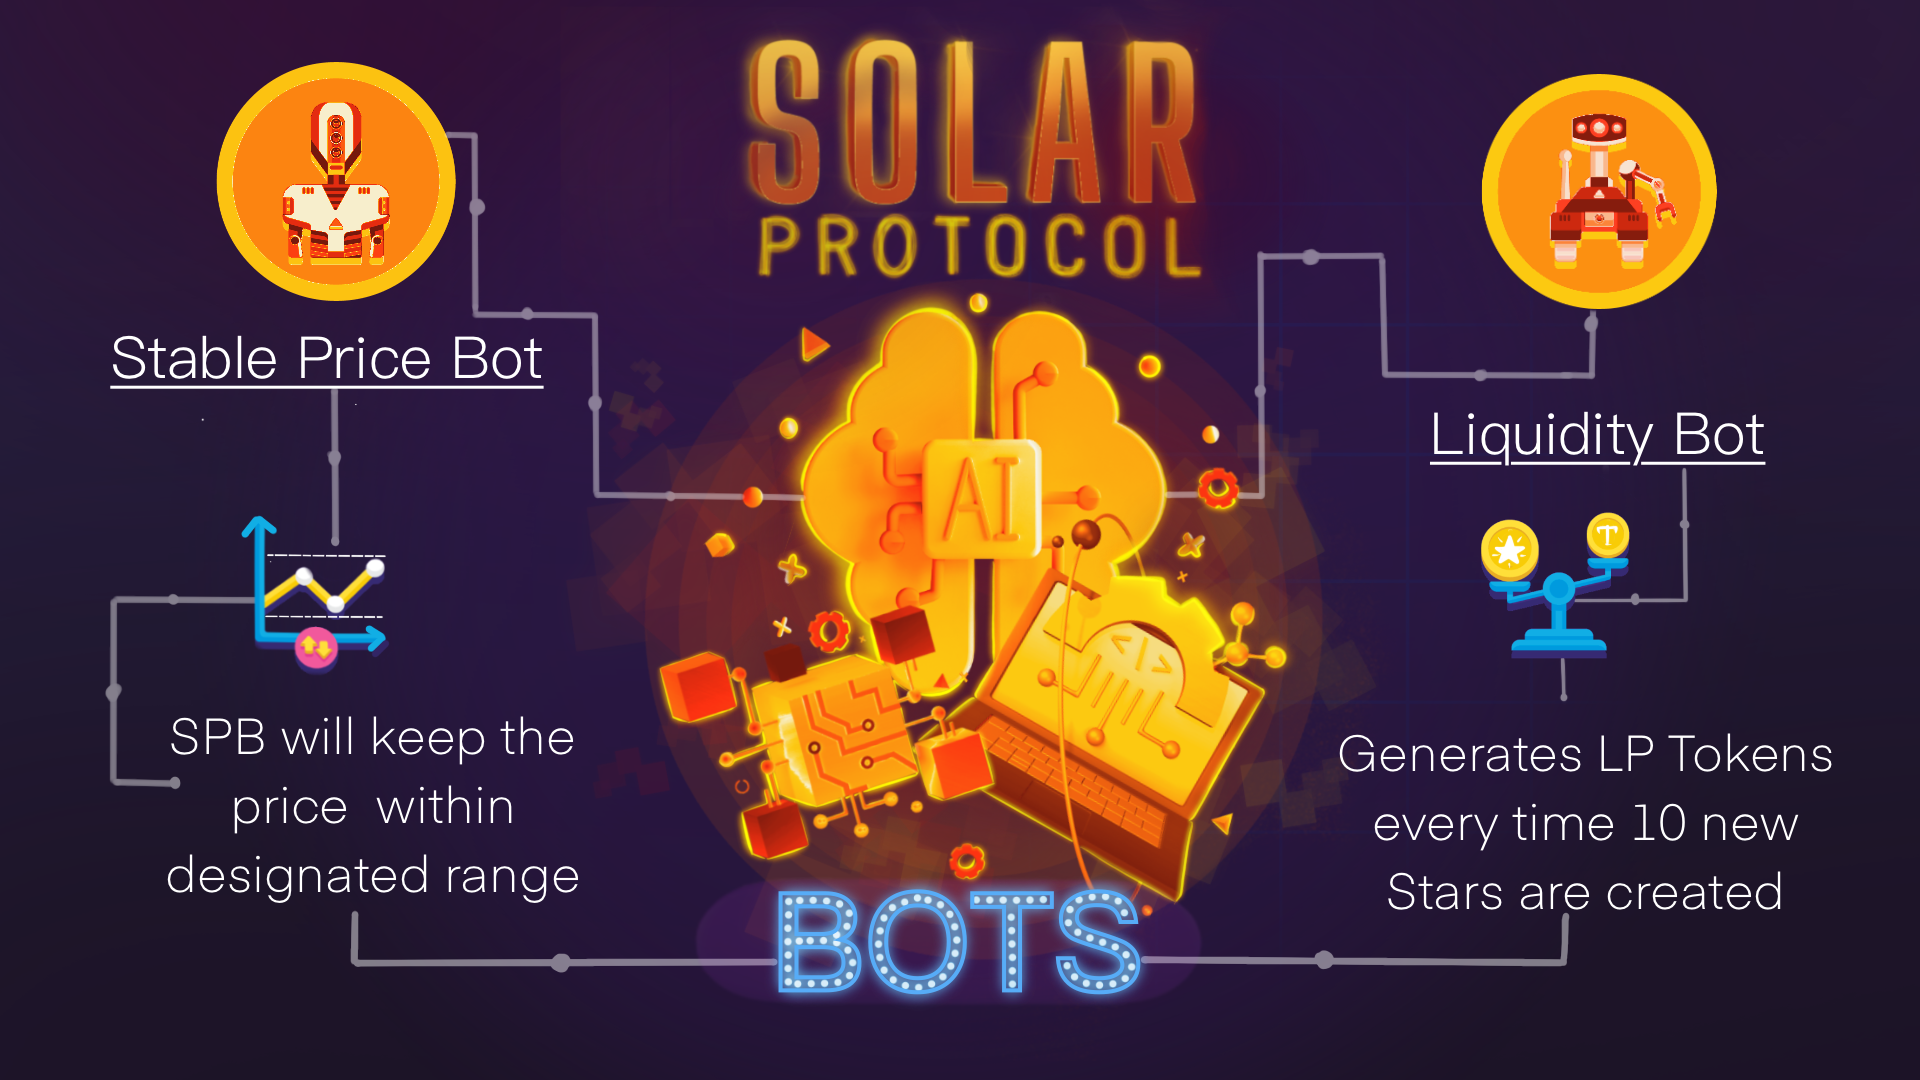 SOLAR
PROTOCOL
Stable Price Bot
Liquidity Bot
AI
T
</>
SPB will keep the
price within
designated range
Generates LP Tokens
every time 10 new
Stars are created
BOTS